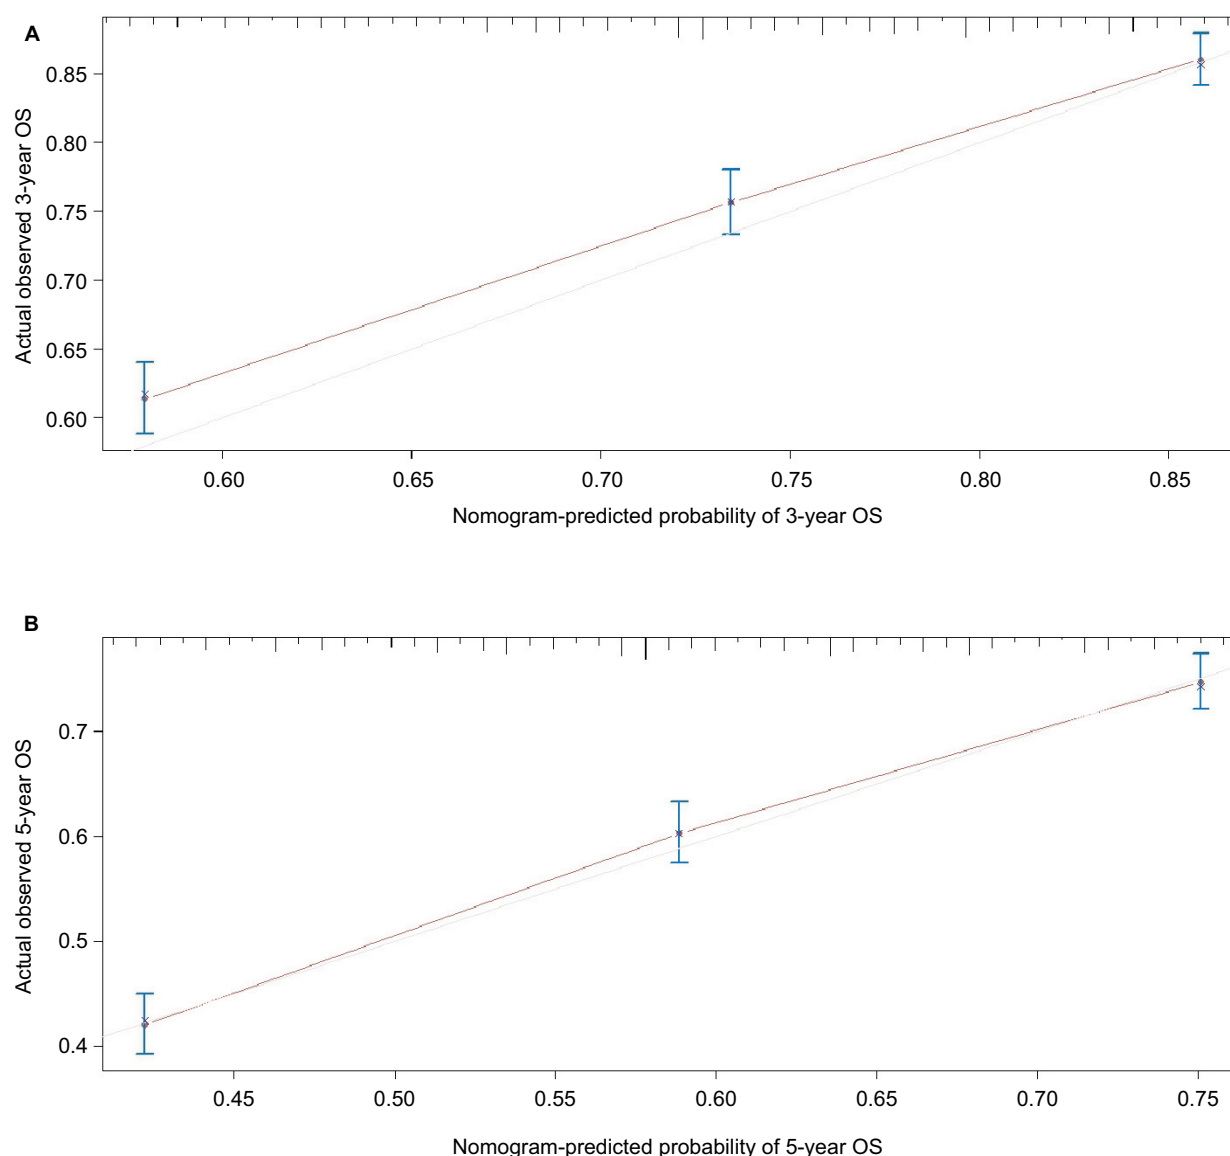 A
0.85
0.80
0.75
0.70
0.65
0.60
Actual observed 3-year OS
0.60 0.65 0.70 0.75 0.80 0.85
Nomogram-predicted probability of 3-year OS
B
0.7
0.6
0.5
0.4
Actual observed 5-year OS
0.45 0.50 0.55 0.60 0.65 0.70 0.75
Nomogram-predicted probability of 5-year OS